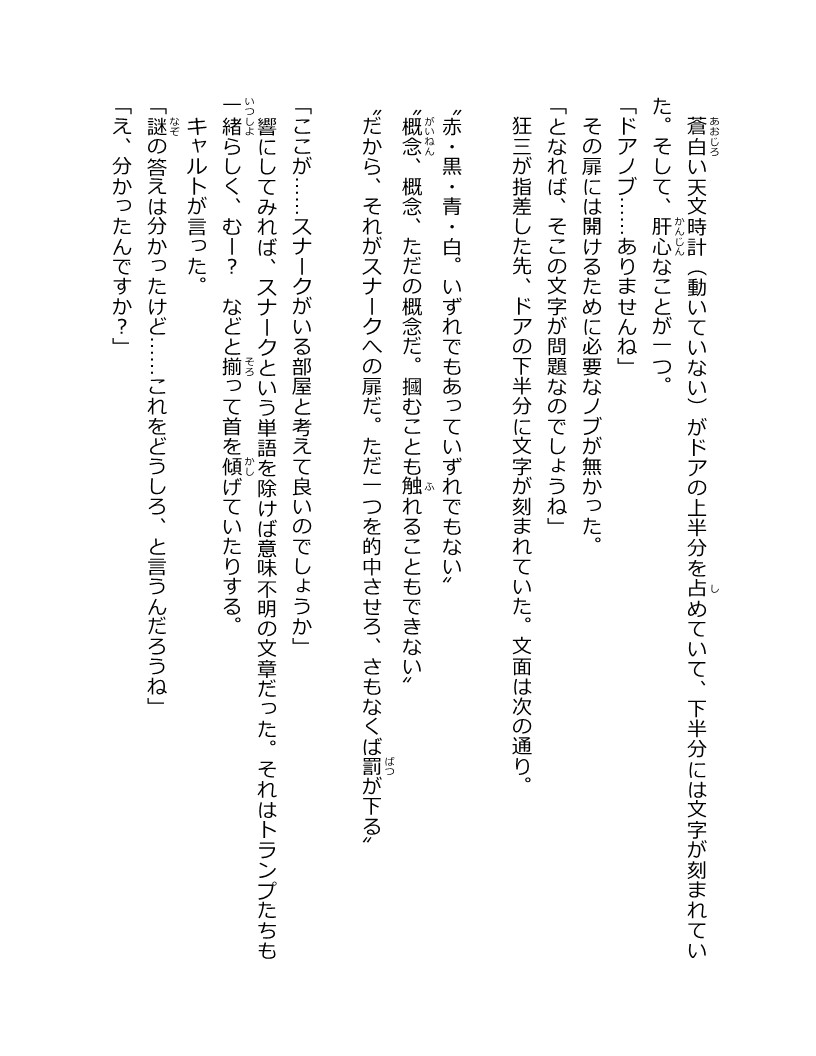 蒼白い天文時計（動いていない）がドアの上半分を占めていて、下半分には文字が刻まれてい
た。そして、肝心なことが一つ。
「ドアノブ……ありませんね」
その扉には開けるために必要なノブが無かった。
「となれば、そこの文字が問題なのでしょうね」
狂三が指差した先、ドアの下半分に文字が刻まれていた。文面は次の通り。
〝赤・黒・青・白。いずれでもあっていずれでもない〟
〝概念、概念、ただの概念だ。摑むことも触れることもできない〟
〝だから、それがスナークへの扉だ。ただ一つを的中させろ、さもなくば罰が下る〟
「ここが……スナークがいる部屋と考えて良いのでしょうか」
響にしてみれば、スナークという単語を除けば意味不明の文章だった。それはトランプたちも
一緒らしく、むー？　などと揃って首を傾げていたりする。
キャルトが言った。
「謎の答えは分かったけど……これをどうしろ、と言うんだろうね」
「え、分かったんですか？」